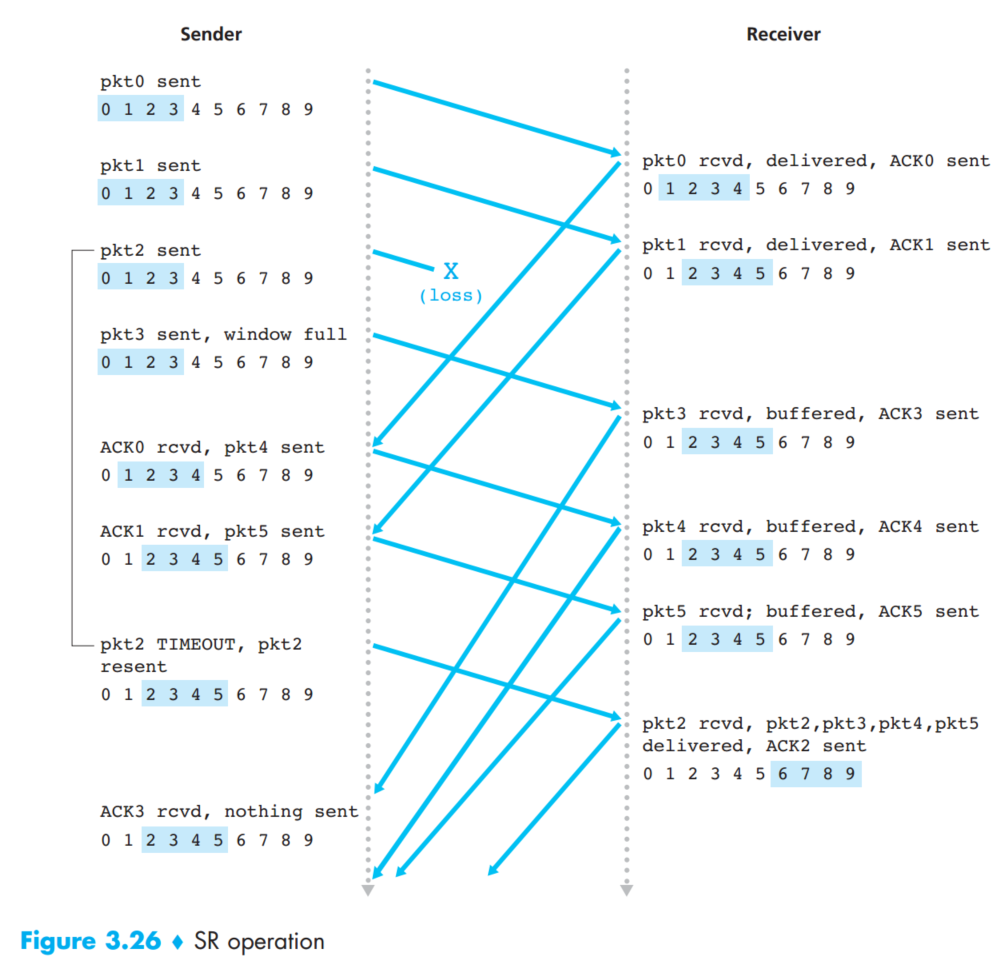 Sender
Receiver
pkt0 sent
0 1 2 3 4 5 6 7 8 9
pkt0 rcvd, delivered, ACK0 sent
0 1 2 3 4 5 6 7 8 9
pkt1 sent
0 1 2 3 4 5 6 7 8 9
pkt1 rcvd, delivered, ACK1 sent
0 1 2 3 4 5 6 7 8 9
pkt2 sent
0 1 2 3 4 5 6 7 8 9
X
(loss)
pkt3 sent, window full
0 1 2 3 4 5 6 7 8 9
pkt3 rcvd, buffered, ACK3 sent
0 1 2 3 4 5 6 7 8 9
ACK0 rcvd, pkt4 sent
0 1 2 3 4 5 6 7 8 9
pkt4 rcvd, buffered, ACK4 sent
0 1 2 3 4 5 6 7 8 9
ACK1 rcvd, pkt5 sent
0 1 2 3 4 5 6 7 8 9
pkt5 rcvd; buffered, ACK5 sent
0 1 2 3 4 5 6 7 8 9
pkt2 TIMEOUT, pkt2
resent
0 1 2 3 4 5 6 7 8 9
pkt2 rcvd, pkt2,pkt3,pkt4,pkt5
delivered, ACK2 sent
0 1 2 3 4 5 6 7 8 9
ACK3 rcvd, nothing sent
0 1 2 3 4 5 6 7 8 9
Figure 3.26 ♦ SR operation